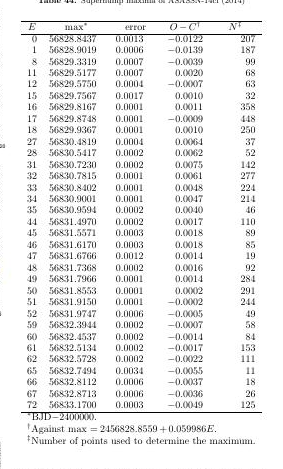 Table 44. Superhump maxima of (2014)
E max* error O − C† N‡
0 56828.8437 0.0013 −0.0122 207
1 56828.9019 0.0006 −0.0139 187
8 56829.3319 0.0007 −0.0039 99
11 56829.5177 0.0007 0.0020 68
12 56829.5750 0.0004 −0.0007 63
15 56829.7567 0.0017 0.0010 32
16 56829.8167 0.0001 0.0011 358
17 56829.8748 0.0001 −0.0009 448
18 56829.9367 0.0001 0.0010 250
27 56830.4819 0.0004 0.0064 37
28 56830.5417 0.0002 0.0062 52
31 56830.7230 0.0002 0.0075 142
32 56830.7815 0.0001 0.0061 277
33 56830.8402 0.0001 0.0048 224
34 56830.9001 0.0001 0.0047 214
35 56830.9594 0.0002 0.0040 46
44 56831.4970 0.0002 0.0017 110
45 56831.5571 0.0003 0.0018 89
46 56831.6170 0.0003 0.0018 85
47 56831.6766 0.0012 0.0014 19
48 56831.7368 0.0002 0.0016 92
49 56831.7966 0.0001 0.0014 284
50 56831.8553 0.0001 0.0002 291
51 56831.9150 0.0001 −0.0002 244
52 56831.9747 0.0006 −0.0005 49
59 56832.3944 0.0002 −0.0007 58
60 56832.4537 0.0002 −0.0014 84
61 56832.5134 0.0002 −0.0017 153
62 56832.5728 0.0002 −0.0022 111
65 56832.7494 0.0034 −0.0055 11
66 56832.8112 0.0006 −0.0037 18
67 56832.8713 0.0006 −0.0036 26
72 56833.1700 0.0003 −0.0049 125
*BJD−2400000.
†Against max = 2456828.8559 + 0.059986E.
‡Number of points used to determine the maximum.